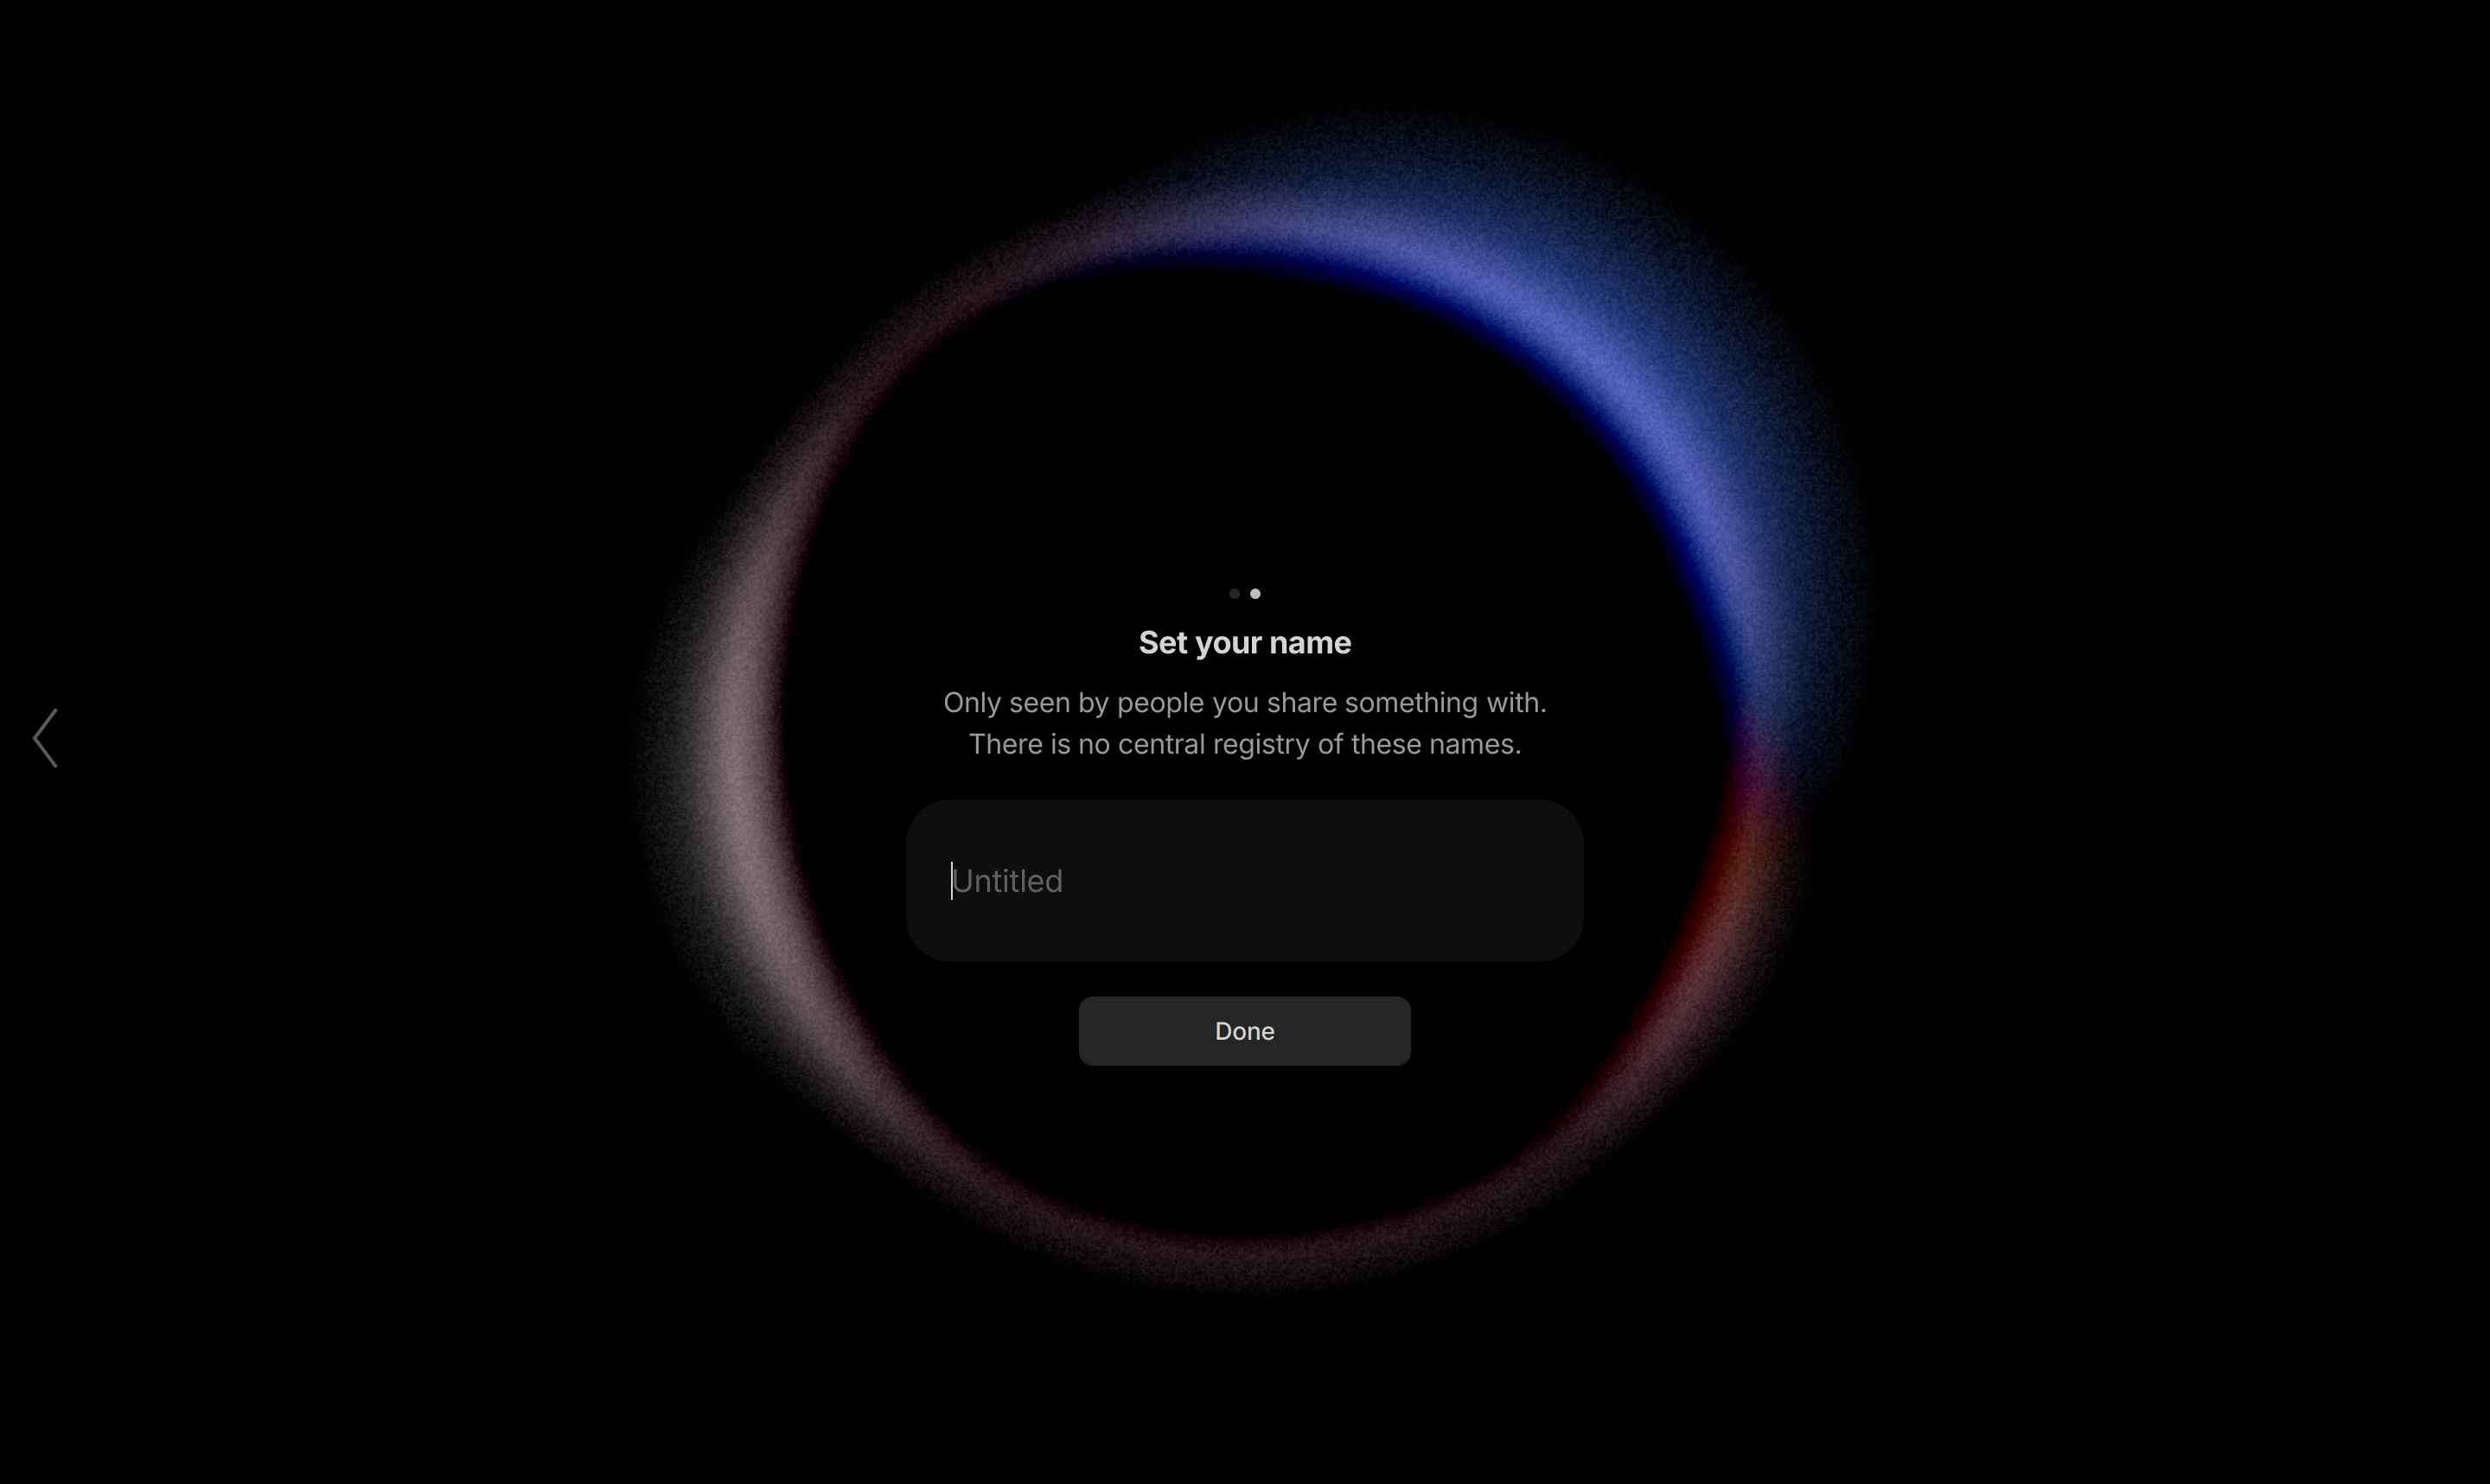 Set your name
Only seen by people you share something with.
There is no central registry of these names.
Untitled
Done